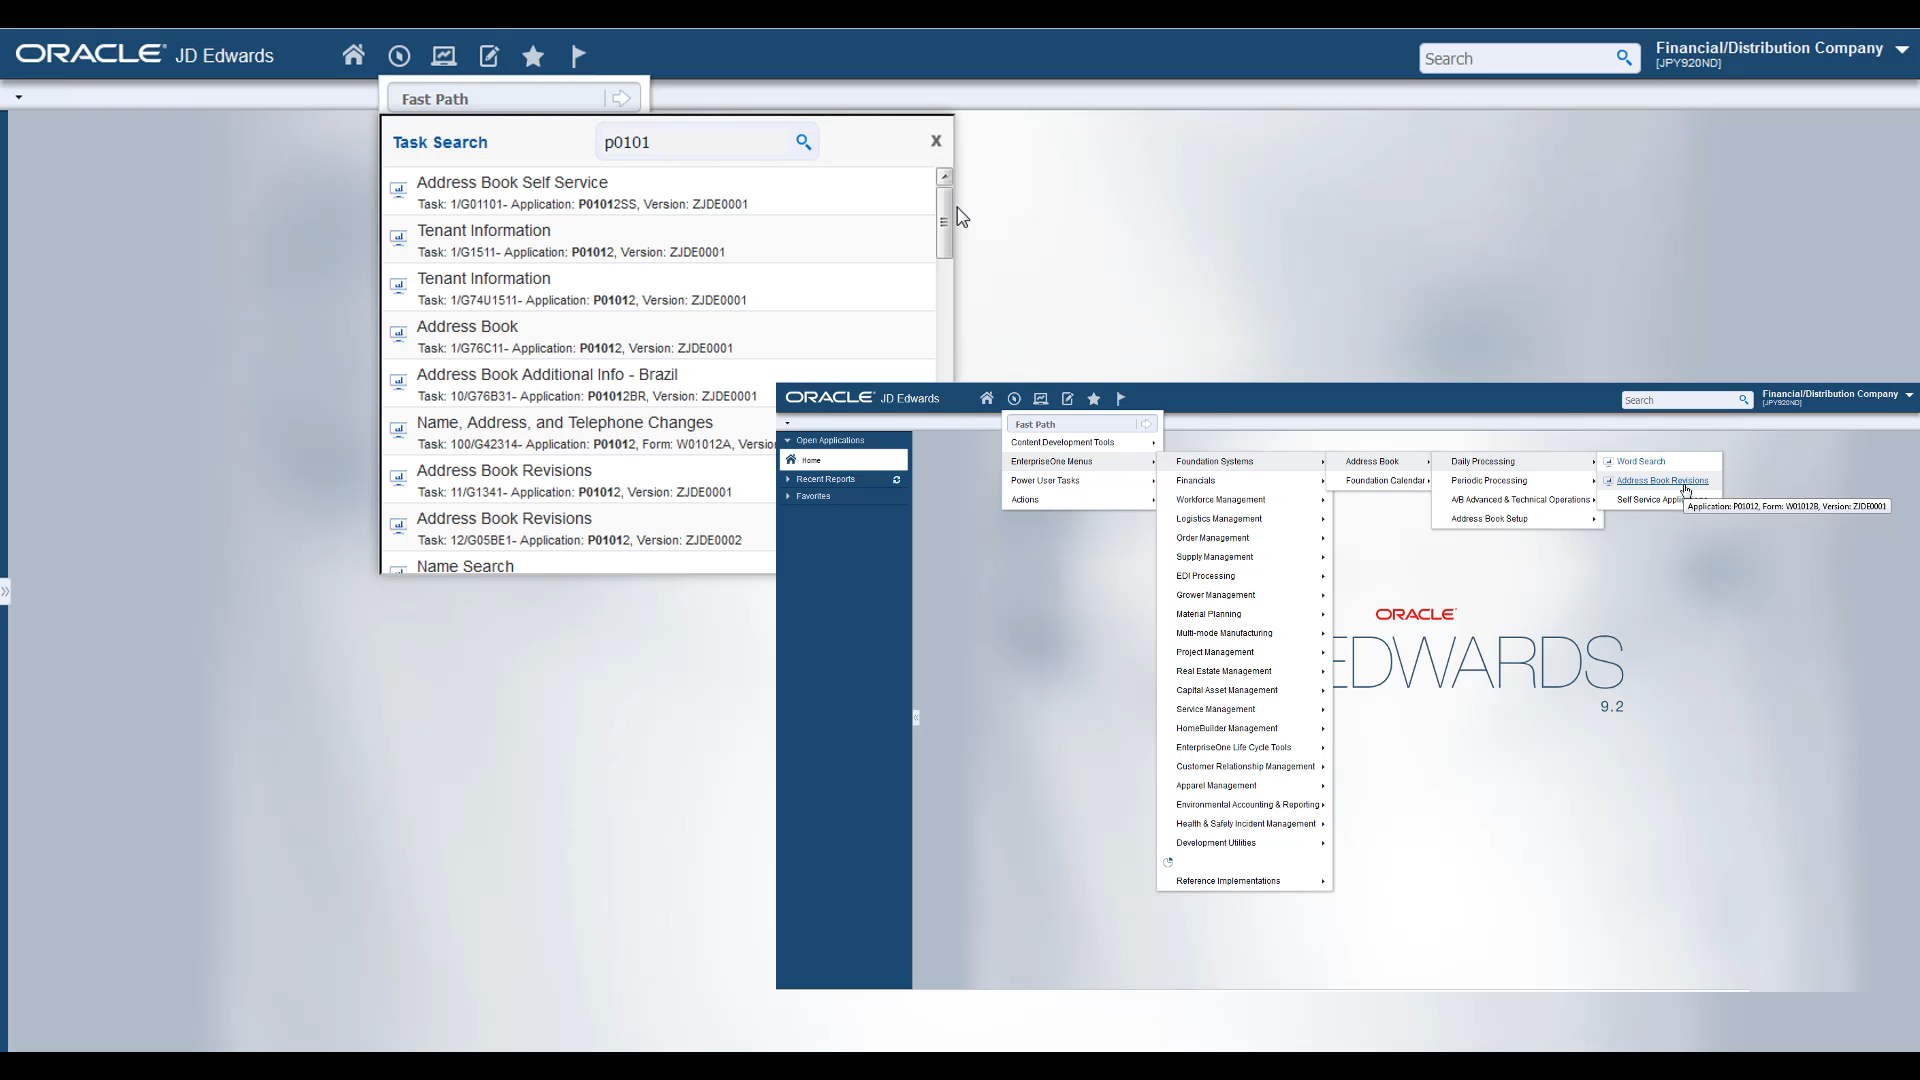 ORACLE JD Edwards
Search
Financial/Distribution Company
[JPY920ND]
Fast Path
Task Search
p0101
X
Address Book Self Service
Task: 1/G01101- Application: P01012SS, Version: ZJDE0001
Tenant Information
Task: 1/G1511- Application: P01012, Version: ZJDE0001
Tenant Information
Task: 1/G74U1511- Application: P01012, Version: ZJDE0001
Address Book
Task: 1/G76C11- Application: P01012, Version: ZJDE0001
Address Book Additional Info - Brazil
Task: 10/G76B31- Application: P01012BR, Version: ZJDE0001
Name, Address, and Telephone Changes
Task: 100/G42314- Application: P01012, Form: W01012A, Versio
Address Book Revisions
Task: 11/G1341- Application: P01012, Version: ZJDE0001
Address Book Revisions
Task: 12/G05BE1- Application: P01012, Version: ZJDE0002
Name Search
ORACLE JD Edwards
Search
Financial/Distribution Company
[JPY920ND]
Open Applications
Home
Recent Reports
Favorites
Fast Path
Content Development Tools
EnterpriseOne Menus
Power User Tasks
Actions
Foundation Systems
Financials
Workforce Management
Logistics Management
Order Management
Supply Management
EDI Processing
Grower Management
Material Planning
Multi-mode Manufacturing
Project Management
Real Estate Management
Capital Asset Management
Service Management
HomeBuilder Management
EnterpriseOne Life Cycle Tools
Customer Relationship Management
Apparel Management
Environmental Accounting & Reporting
Health & Safety Incident Management
Development Utilities
Reference Implementations
Address Book
Foundation Calendar
Daily Processing
Periodic Processing
A/B Advanced & Technical Operations
Address Book Setup
Word Search
Address Book Revisions
Self Service Appl
Application: P01012, Form: W01012B, Version: ZJDE0001
ORACLE
EDWARDS
9.2